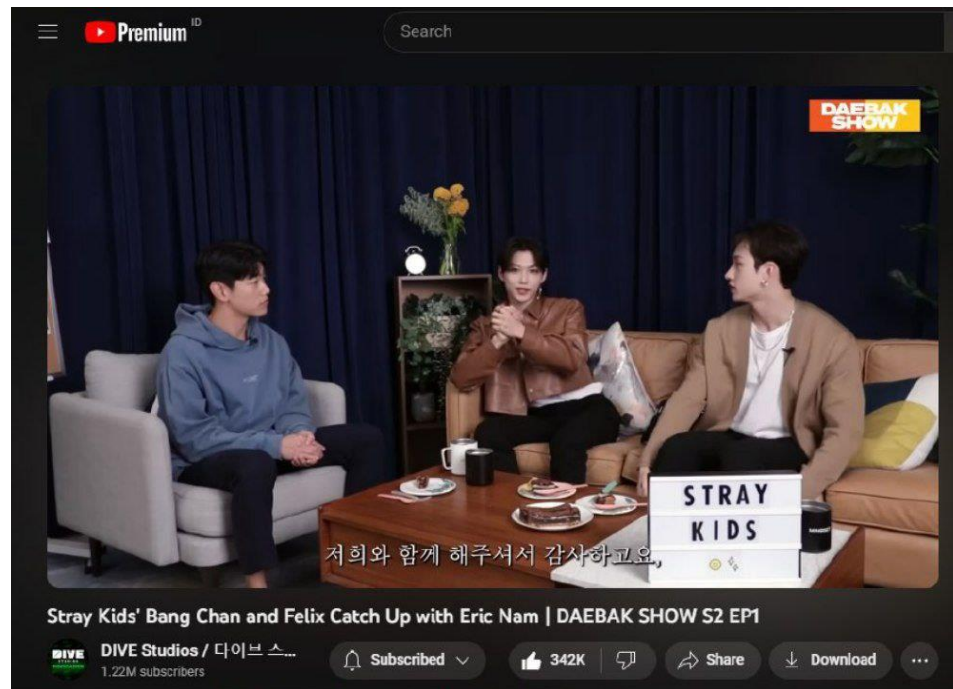 Premium ID
Search
DAEBAK
SHOW
STRAY
KIDS
저희와 함께 해주셔서 감사하고요,
Stray Kids' Bang Chan and Felix Catch Up with Eric Nam | DAEBAK SHOW S2 EP1
DIVE
STUDIOS
DIVE Studios / 다이브 스...
1.22M subscribers
Subscribed
342K
Share
Download